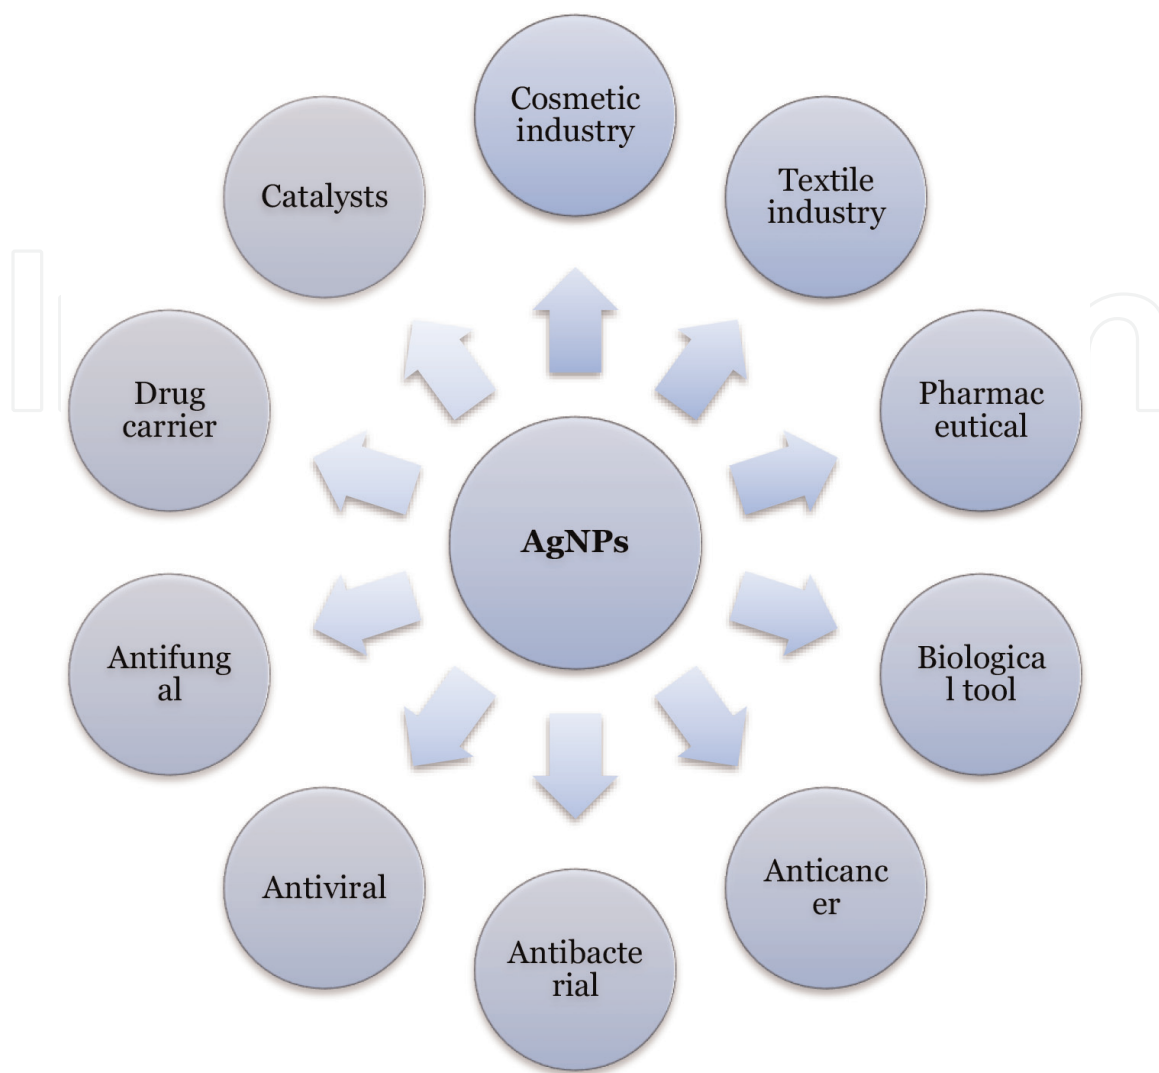 Cosmetic
industry
Textile
industry
Pharmac
eutical
Biologica
l tool
Anticanc
er
Antibacte
rial
Antiviral
Antifung
al
Drug
carrier
Catalysts
AgNPs